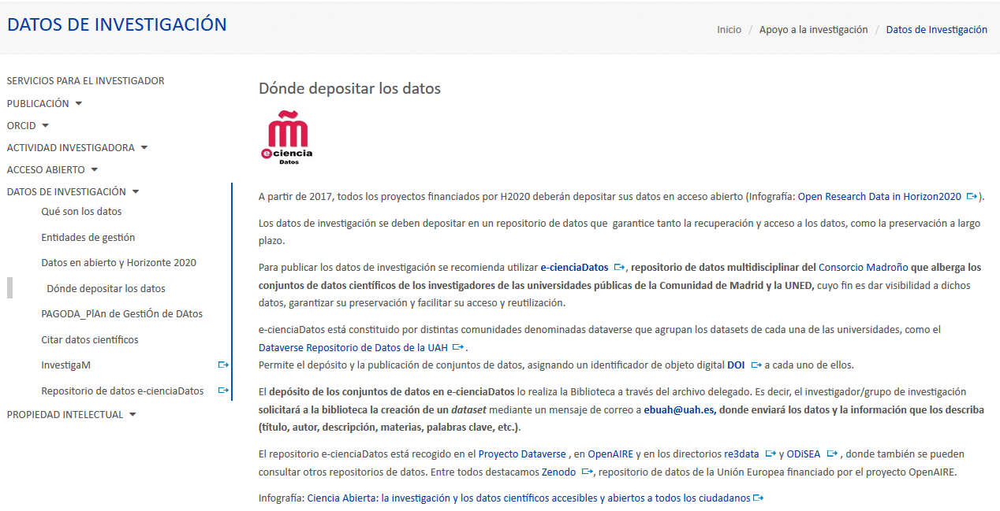 DATOS DE INVESTIGACIÓN
Inicio / Apoyo a la investigación / Datos de Investigación
SERVICIOS PARA EL INVESTIGADOR
PUBLICACIÓN
ORCID
ACTIVIDAD INVESTIGADORA
ACCESO ABIERTO
DATOS DE INVESTIGACIÓN
Qué son los datos
Entidades de gestión
Datos en abierto y Horizonte 2020
Dónde depositar los datos
PAGODA_PlAn de GestiÓn de DAtos
Citar datos científicos
InvestigaM
Repositorio de datos e-cienciaDatos
PROPIEDAD INTELECTUAL
Dónde depositar los datos
m̃
e ciencia
Datos
A partir de 2017, todos los proyectos financiados por H2020 deberán depositar sus datos en acceso abierto (Infografía: Open Research Data in Horizon2020 ).
Los datos de investigación se deben depositar en un repositorio de datos que garantice tanto la recuperación y acceso a los datos, como la preservación a largo
plazo.
Para publicar los datos de investigación se recomienda utilizar e-cienciaDatos , repositorio de datos multidisciplinar del Consorcio Madroño que alberga los
conjuntos de datos científicos de los investigadores de las universidades públicas de la Comunidad de Madrid y la UNED, cuyo fin es dar visibilidad a dichos
datos, garantizar su preservación y facilitar su acceso y reutilización.
e-cienciaDatos está constituido por distintas comunidades denominadas dataverse que agrupan los datasets de cada una de las universidades, como el
Dataverse Repositorio de Datos de la UAH .
Permite el depósito y la publicación de conjuntos de datos, asignando un identificador de objeto digital DOI a cada uno de ellos.
El depósito de los conjuntos de datos en e-cienciaDatos lo realiza la Biblioteca a través del archivo delegado. Es decir, el investigador/grupo de investigación
solicitará a la biblioteca la creación de un dataset mediante un mensaje de correo a ebuah@uah.es, donde enviará los datos y la información que los describa
(título, autor, descripción, materias, palabras clave, etc.).
El repositorio e-cienciaDatos está recogido en el Proyecto Dataverse , en OpenAIRE y en los directorios re3data y ODiSEA , donde también se pueden
consultar otros repositorios de datos. Entre todos destacamos Zenodo , repositorio de datos de la Unión Europea financiado por el proyecto OpenAIRE.
Infografía: Ciencia Abierta: la investigación y los datos científicos accesibles y abiertos a todos los ciudadanos